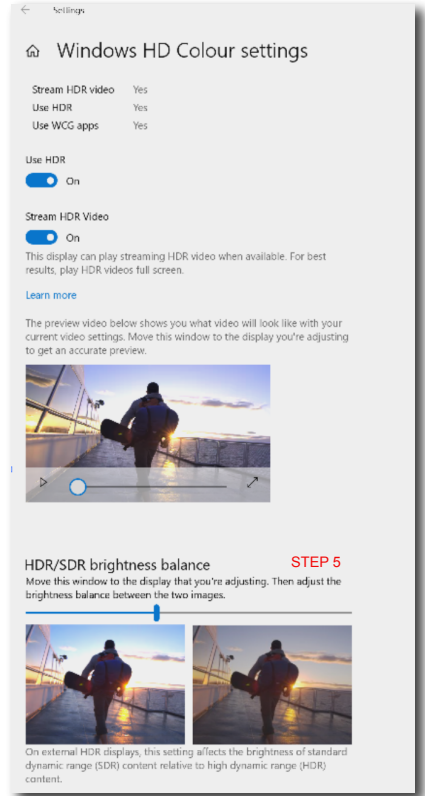 Settings
Windows HD Colour settings
Stream HDR video Yes
Use HDR Yes
Use WCG apps Yes
Use HDR
On
Stream HDR Video
On
This display can play streaming HDR video when available. For best
results, play HDR videos full screen.
Learn more
The preview video below shows you what video will look like with your
current video settings. Move this window to the display you're adjusting
to get an accurate preview.
HDR/SDR brightness balance STEP 5
Move this window to the display that you're adjusting. Then adjust the
brightness balance between the two images.
On external HDR displays, this setting affects the brightness of standard
dynamic range (SDR) content relative to high dynamic range (HDR)
content.